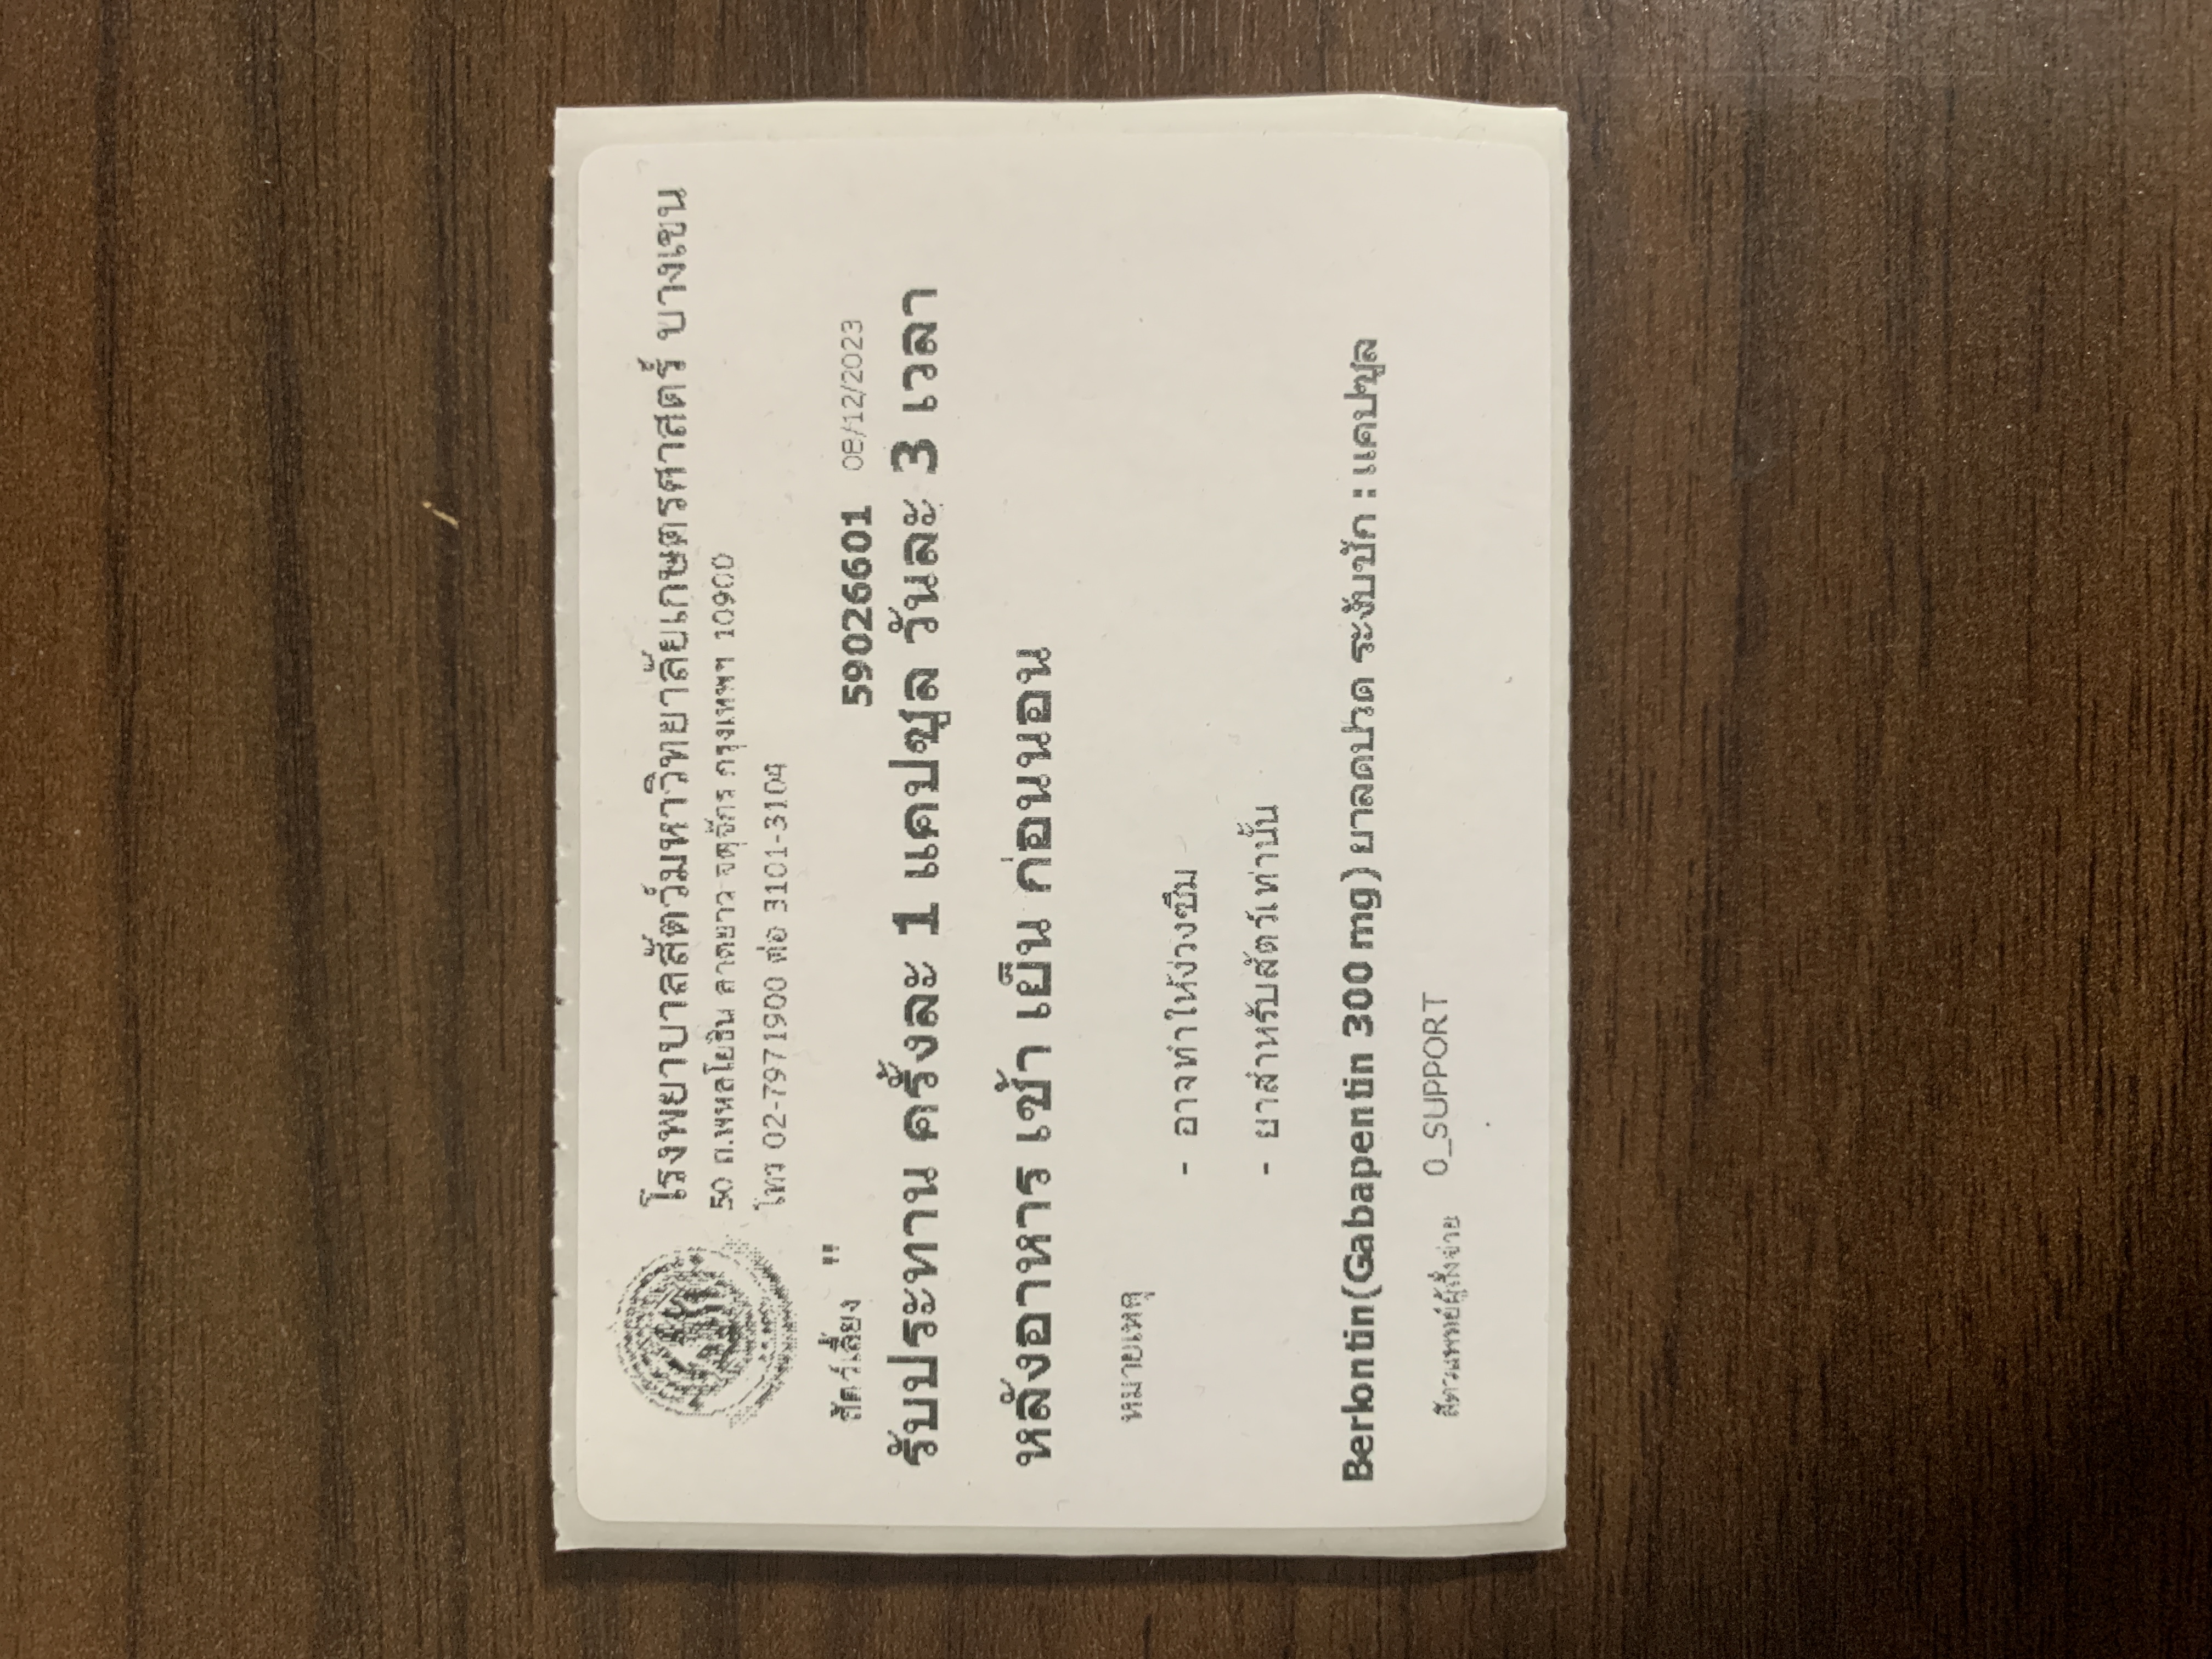 โรงพยาบาลสัตว์มหาวิทยาลัยเกษตรศาสตร์ บางเขน
50 ถ.พหลโยธิน ลาดยาว จตุจักร กรุงเทพฯ 10900
โทร 02-7971900 ต่อ 3101-3104
สัตว์เลี้ยง " 59026601 08/12/2023
รับประทาน ครั้งละ 1 แคปซูล วันละ 3 เวลา
หลังอาหาร เช้า เย็น ก่อนนอน
หมายเหตุ
- อาจทำให้ง่วงซึม
- ยาสำหรับสัตว์เท่านั้น
Berlontin(Gabapentin 300 mg) ยาลดปวด ระงับชัก : แคปซูล
สัตวแพทย์ผู้สั่งจ่าย 0_SUPPORT